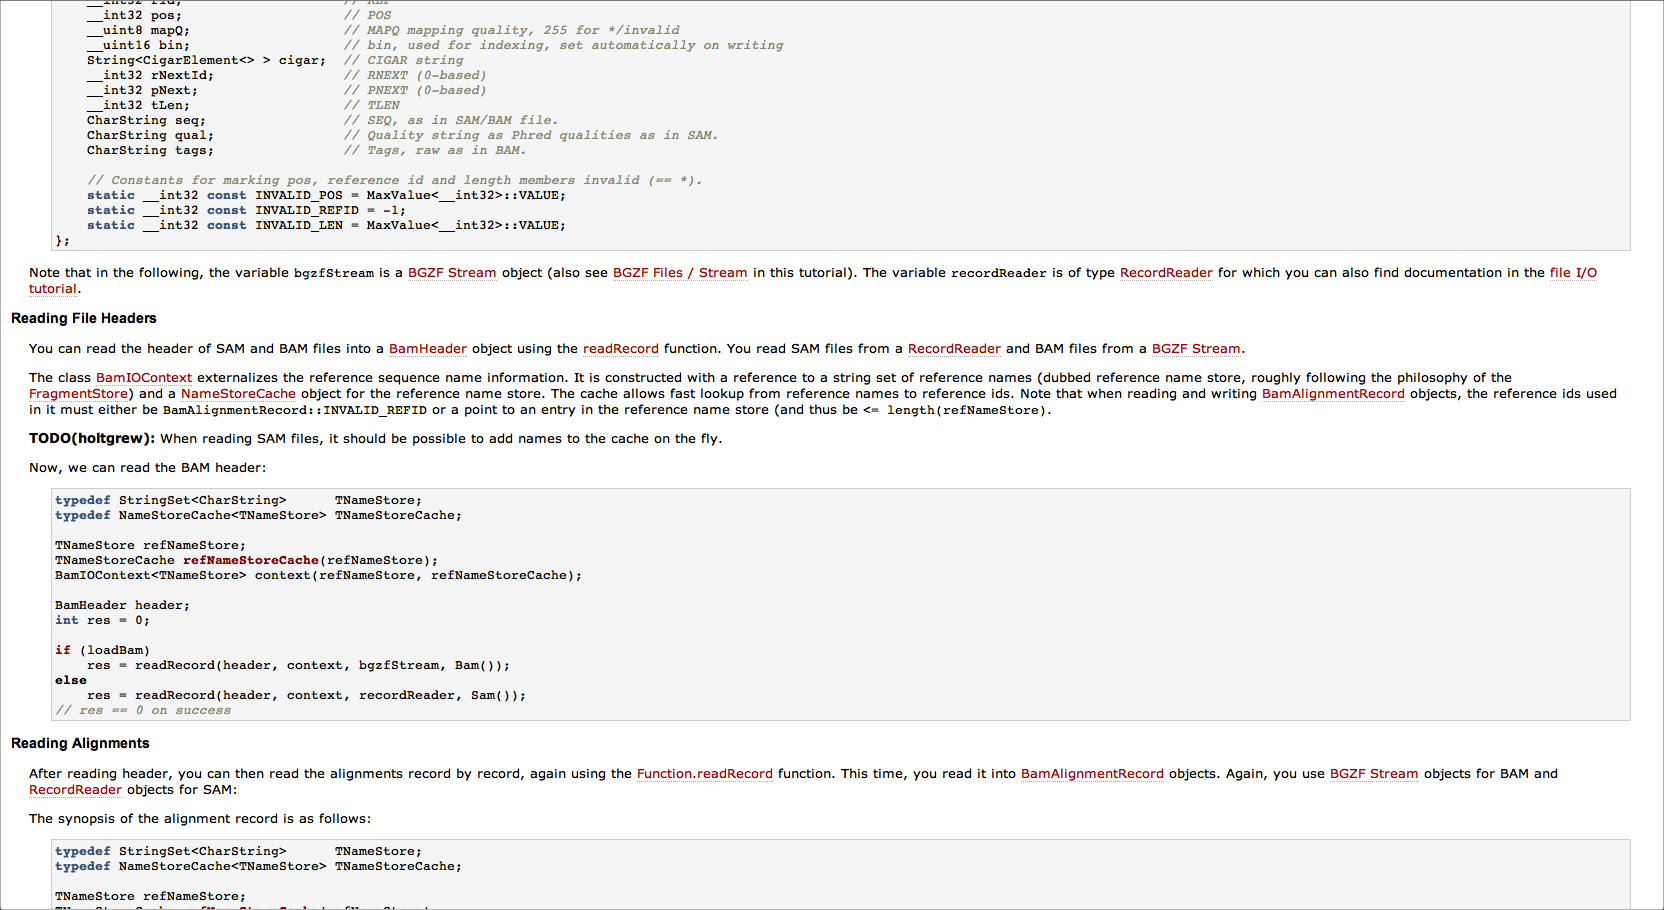 __int32 pos;                   // POS
__uint8 mapQ;                  // MAPQ mapping quality, 255 for */invalid
__uint16 bin;                  // bin, used for indexing, set automatically on writing
String<CigarElement<> > cigar;  // CIGAR string
__int32 rNextId;                // RNEXT (0-based)
__int32 pNext;                  // PNEXT (0-based)
__int32 tLen;                   // TLEN
CharString seq;                 // SEQ, as in SAM/BAM file.
CharString qual;                // Quality string as Phred qualities as in SAM.
CharString tags;                // Tags, raw as in BAM.
// Constants for marking pos, reference id and length members invalid (== *).
static __int32 const INVALID_POS = MaxValue<__int32>::VALUE;
static __int32 const INVALID_REFID = -1;
static __int32 const INVALID_LEN = MaxValue<__int32>::VALUE;
};
Note that in the following, the variable bgzfStream is a BGZF Stream object (also see BGZF Files / Stream in this tutorial). The variable recordReader is of type RecordReader for which you can also find documentation in the file I/O
tutorial.
Reading File Headers
You can read the header of SAM and BAM files into a BamHeader object using the readRecord function. You read SAM files from a RecordReader and BAM files from a BGZF Stream.
The class BamIOContext externalizes the reference sequence name information. It is constructed with a reference to a string set of reference names (dubbed reference name store, roughly following the philosophy of the
FragmentStore) and a NameStoreCache object for the reference name store. The cache allows fast lookup from reference names to reference ids. Note that when reading and writing BamAlignmentRecord objects, the reference ids used
in it must either be BamAlignmentRecord::INVALID_REFID or a point to an entry in the reference name store (and thus be <= length(refNameStore).
TODO(holtgrew): When reading SAM files, it should be possible to add names to the cache on the fly.
Now, we can read the BAM header:
typedef StringSet<CharString>      TNameStore;
typedef NameStoreCache<TNameStore> TNameStoreCache;
TNameStore refNameStore;
TNameStoreCache refNameStoreCache(refNameStore);
BamIOContext<TNameStore> context(refNameStore, refNameStoreCache);
BamHeader header;
int res = 0;
if (loadBam)
res = readRecord(header, context, bgzfStream, Bam());
else
res = readRecord(header, context, recordReader, Sam());
// res == 0 on success
Reading Alignments
After reading header, you can then read the alignments record by record, again using the Function.readRecord function. This time, you read it into BamAlignmentRecord objects. Again, you use BGZF Stream objects for BAM and
RecordReader objects for SAM:
The synopsis of the alignment record is as follows:
typedef StringSet<CharString>      TNameStore;
typedef NameStoreCache<TNameStore> TNameStoreCache;
TNameStore refNameStore;